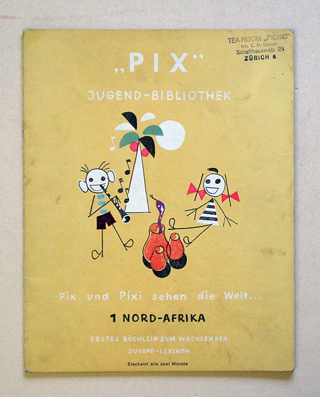 „PIX”
TEA-ROOM „PICNIC”
Schaffhauserstr. 29
ZÜRICH 6
JUGEND-BIBLIOTHEK
Pix und Pixi sehen die Welt...
1 NORD-AFRIKA
ERSTES BÜCHLEIN ZUM WACHSENDEN
JUGEND-LEXIKON
Erscheint alle zwei Monate